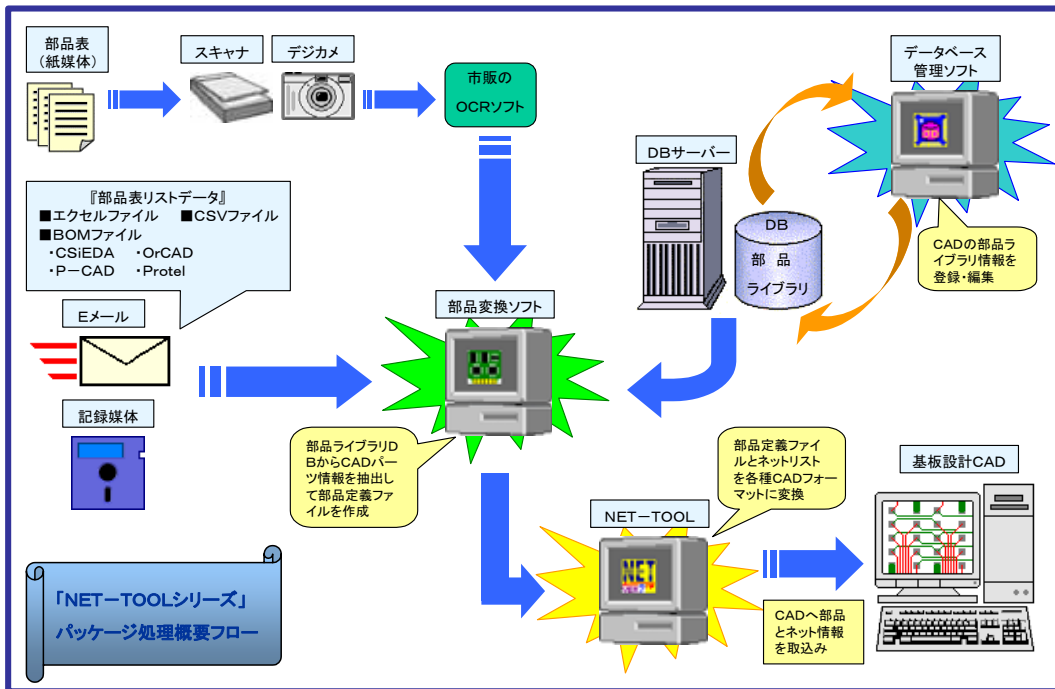 部品表
（紙媒体）
スキャナ
デジカメ
市販の
OCRソフト
データベース
管理ソフト
DBサーバー
DB
部 品
ライブラリ
CADの部品ラ
イブラリ情報を
登録・編集
『部品表リストデータ』
■エクセルファイル ■CSVファイル
■BOMファイル
・CSiEDA ・OrCAD
・P－CAD ・Protel
Eメール
記録媒体
部品変換ソフト
部品ライブラリD
BからCADパー
ツ情報を抽出し
て部品定義ファ
イルを作成
部品定義ファイ
ルとネットリスト
を各種CADフォー
マットに変換
NET－TOOL
NET
基板設計CAD
CADへ部品
とネット情報
を取込み
「NET－TOOLシリーズ」
パッケージ処理概要フロー